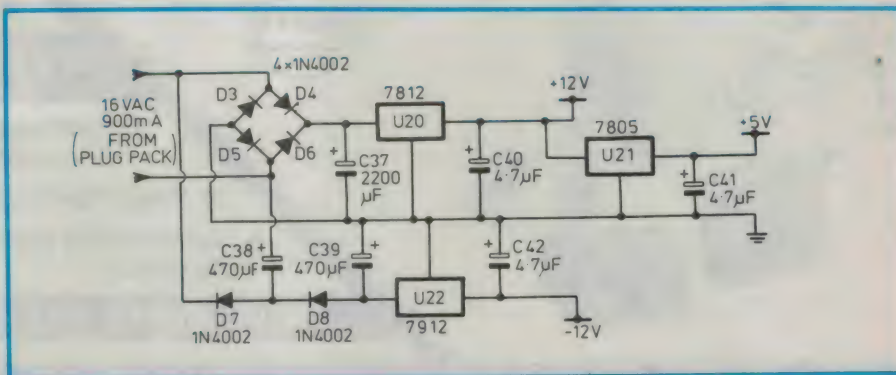 4×1N4002
16 VAC
900mA
( FROM
PLUG PACK )
D3
D4
D5
D6
7812
U20
+12V
7805
U21
+5V
+
C37
2200
μF
+
C40
4·7μF
+
C41
4·7μF
C38
+
470μF
C39
+
470μF
+
C42
4·7μF
U22
7912
D7
1N4002
D8
1N4002
-12V